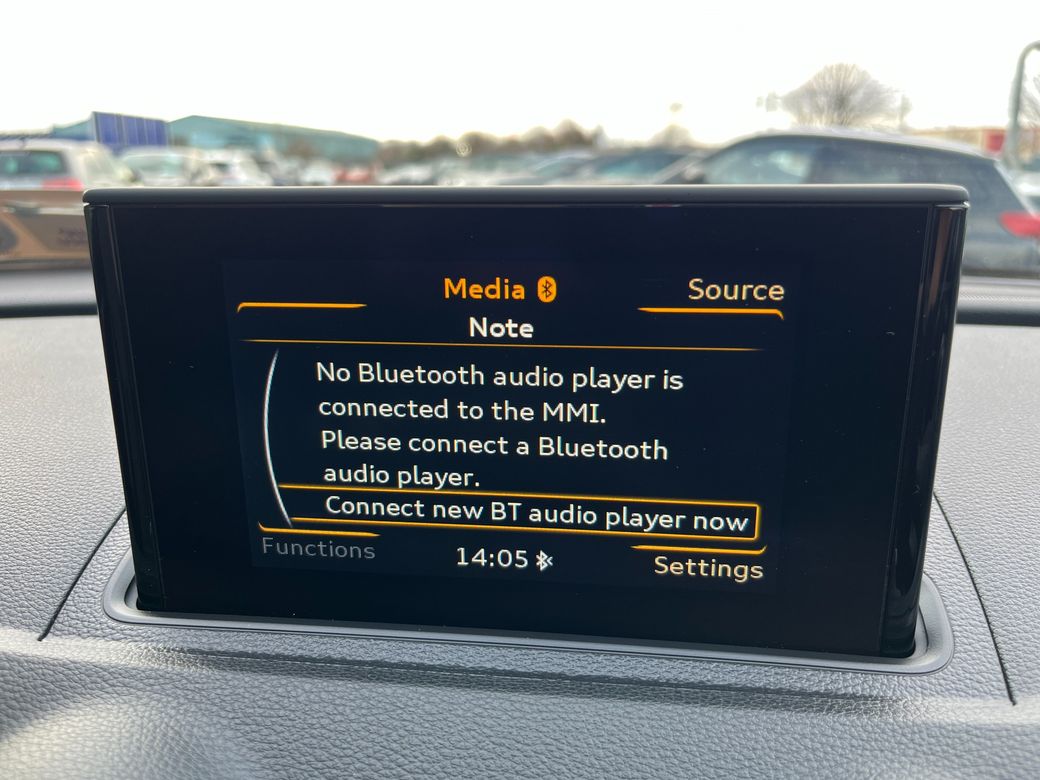 Media
Source
Note
No Bluetooth audio player is
connected to the MMI.
Please connect a Bluetooth
audio player.
Connect new BT audio player now
Functions
14:05
Settings